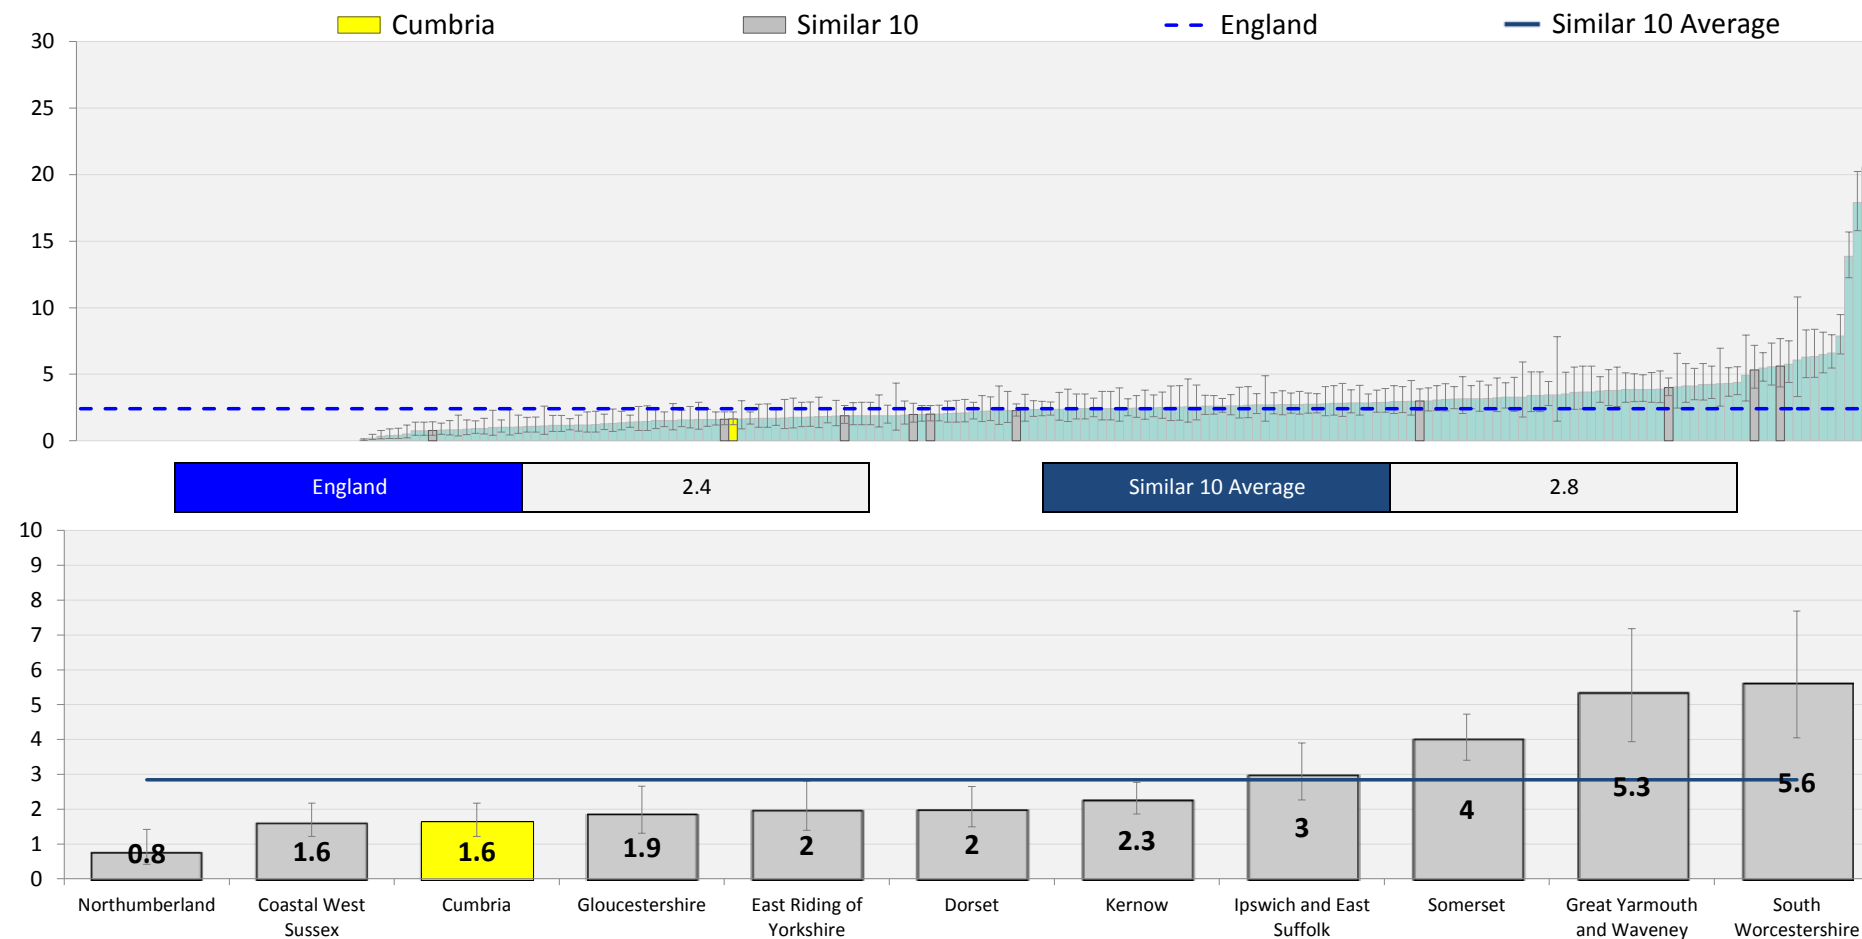 Cumbria
Similar 10
England
Similar 10 Average
30
25
20
15
10
5
0
England 2.4 Similar 10 Average 2.8
10
9
8
7
6
5
4
3
2
1
0
0.8 1.6 1.6 1.9 2 2 2.3 3 4 5.3 5.6
Northumberland
Coastal West
Sussex
Cumbria
Gloucestershire
East Riding of
Yorkshire
Dorset
Kernow
Ipswich and East
Suffolk
Somerset
Great Yarmouth
and Waveney
South
Worcestershire